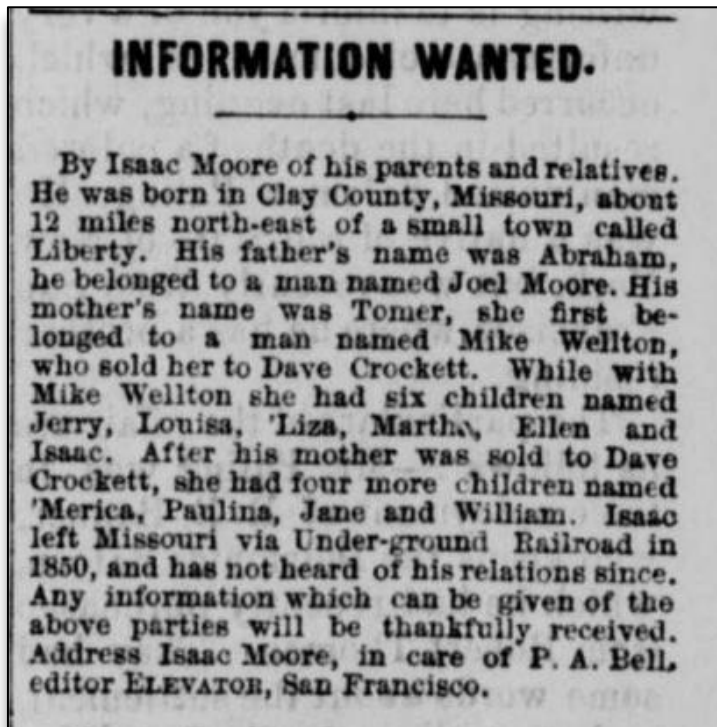 INFORMATION WANTED.
By Isaac Moore of his parents and relatives.
He was born in Clay County, Missouri, about
12 miles north-east of a small town called
Liberty. His father's name was Abraham,
he belonged to a man named Joel Moore. His
mother's name was Tomer, she first be-
longed to a man named Mike Wellton,
who sold her to Dave Crockett. While with
Mike Wellton she had six children named
Jerry, Louisa, 'Liza, Martha, Ellen and
Isaac. After his mother was sold to Dave
Crockett, she had four more children named
'Merica, Paulina, Jane and William. Isaac
left Missouri via Under-ground Railroad in
1850, and has not heard of his relations since.
Any information which can be given of the
above parties will be thankfully received.
Address Isaac Moore, in care of P. A. Bell,
editor ELEVATOR, San Francisco.